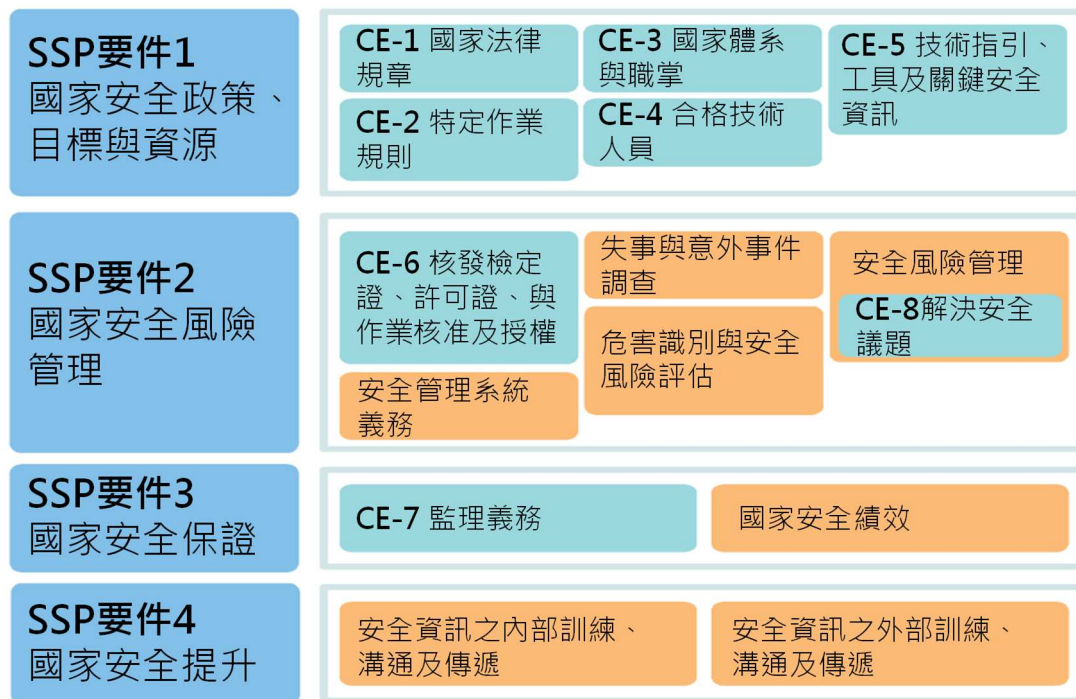 SSP要件1
國家安全政策、
目標與資源
CE-1 國家法律
規章
CE-2 特定作業
規則
CE-3 國家體系
與職掌
CE-4 合格技術
人員
CE-5 技術指引、
工具及關鍵安全
資訊
SSP要件2
國家安全風險
管理
CE-6 核發檢定
證、許可證、與
作業核准及授權
安全管理系統
義務
失事與意外事件
調查
危害識別與安全
風險評估
安全風險管理
CE-8解決安全
議題
SSP要件3
國家安全保證
CE-7 監理義務
國家安全績效
SSP要件4
國家安全提升
安全資訊之內部訓練、
溝通及傳遞
安全資訊之外部訓練、
溝通及傳遞